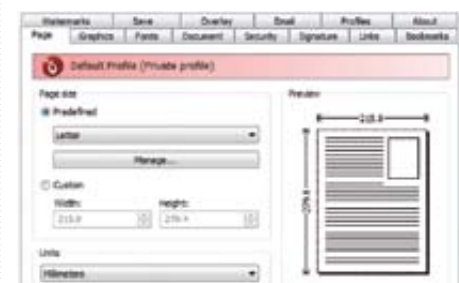 Watermarks Save Overlay Email Profiles About
Page Graphics Fonts Document Security Signature Links Bookmarks
Default Profile (Private profile)
Page size
Predefined
Letter
Manage...
Custom
Width: Height:
215.9 279.4
Units
Millimeters
Preview
215.9
279.4